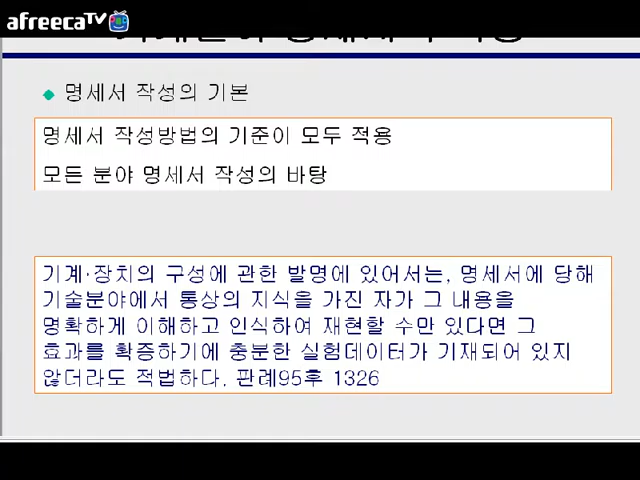 afreecaTV
명세서 작성의 기본
명세서 작성방법의 기준이 모두 적용
모든 분야 명세서 작성의 바탕
기계·장치의 구성에 관한 발명에 있어서는, 명세서에 당해
기술분야에서 통상의 지식을 가진 자가 그 내용을
명확하게 이해하고 인식하여 재현할 수만 있다면 그
효과를 확증하기에 충분한 실험데이터가 기재되어 있지
않더라도 적법하다. 판례95후 1326